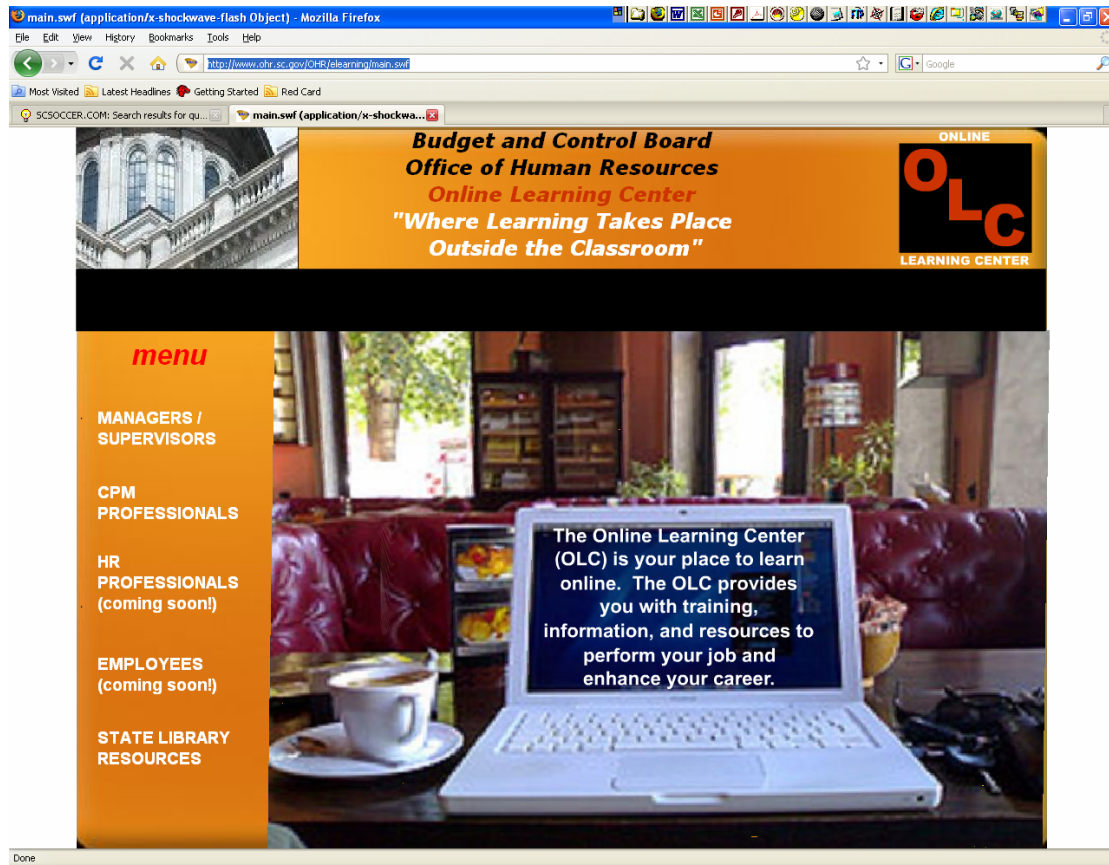 main.swf (application/x-shockwave-flash Object) - Mozilla Firefox
File Edit View History Bookmarks Tools Help
http://www.ohr.sc.gov/OHR/elearning/main.swf
Google
Most Visited Latest Headlines Getting Started Red Card
SCSOCCER.COM: Search results for qu... main.swf (application/x-shockwa...
Budget and Control Board
Office of Human Resources
Online Learning Center
"Where Learning Takes Place
Outside the Classroom"
ONLINE
OLC
LEARNING CENTER
menu
MANAGERS /
SUPERVISORS
CPM
PROFESSIONALS
HR
PROFESSIONALS
(coming soon!)
EMPLOYEES
(coming soon!)
STATE LIBRARY
RESOURCES
The Online Learning Center
(OLC) is your place to learn
online. The OLC provides
you with training,
information, and resources to
perform your job and
enhance your career.
Done